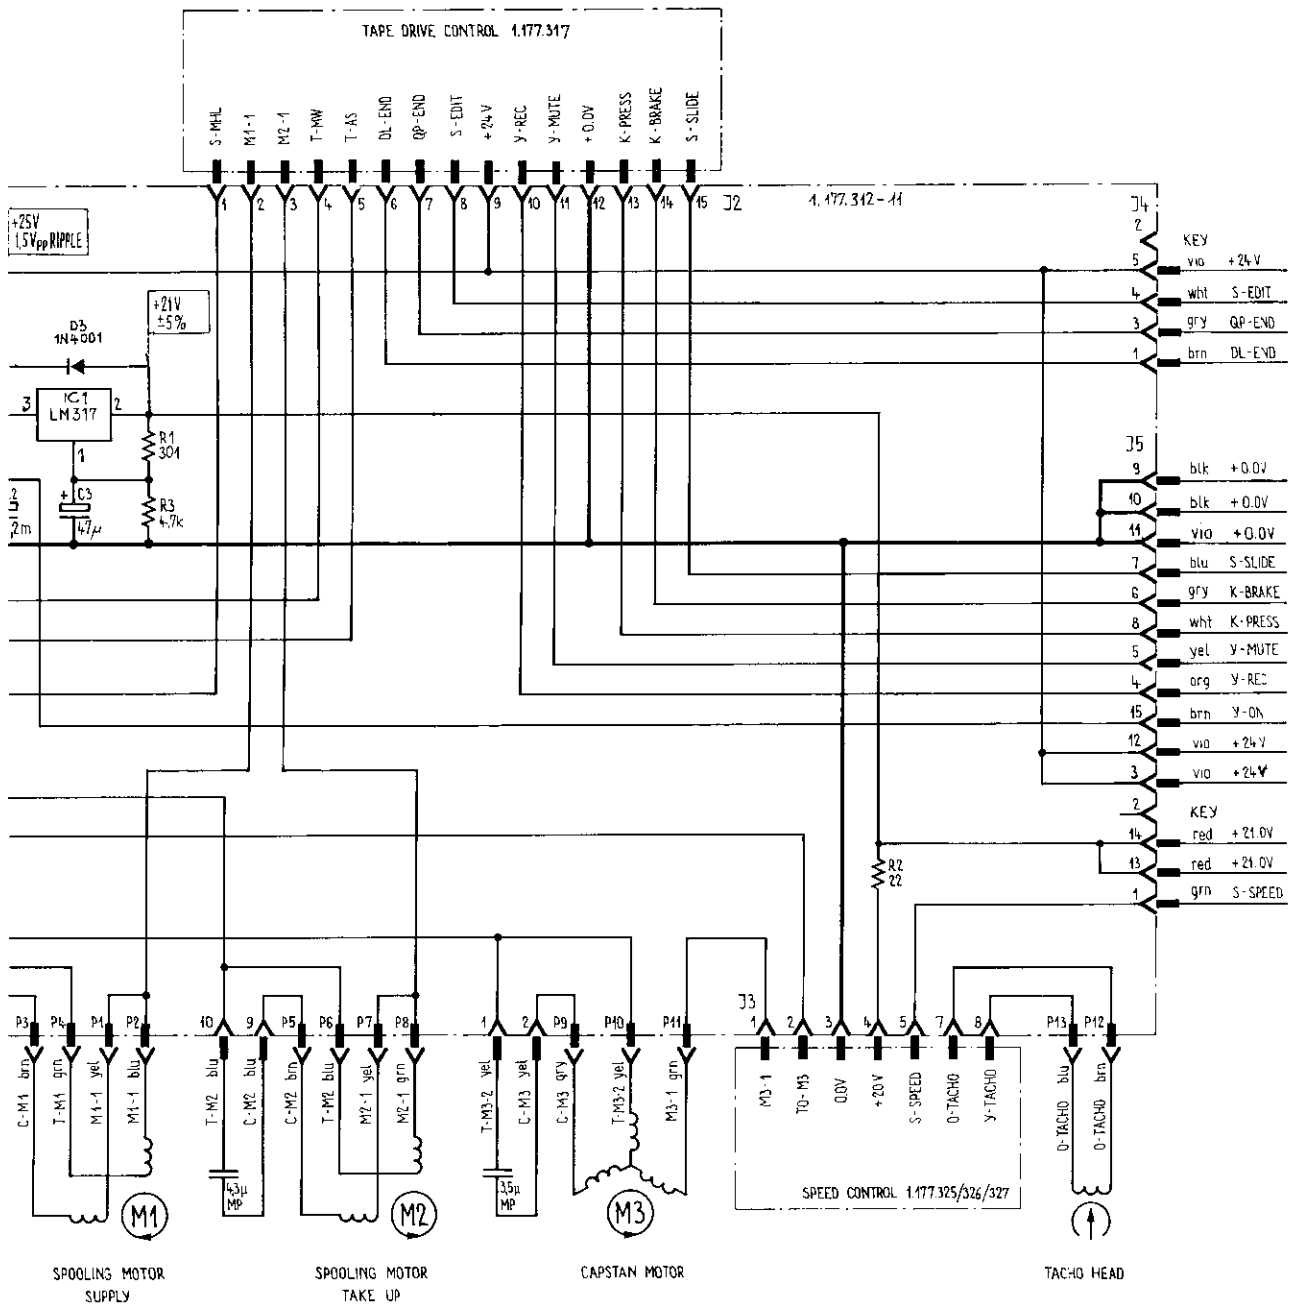 TAPE DRIVE CONTROL 1.177.317
S-MHL
M1-1
M2-1
T-MW
T-AS
DL-END
QP-END
S-EDIT
+24V
Y-REC
Y-MUTE
+0.0V
K-PRESS
K-BRAKE
S-SLIDE
1 2 3 4 5 6 7 8 9 10 11 12 13 14 15 J2
1.177.312-11
+25V
1,5Vpp RIPPLE
J4
2 KEY
5 vio +24V
4 wht S-EDIT
3 gry QP-END
1 brn DL-END
+21V
±5%
D3
1N4001
3 IC1 2
LM317
1
R1
301
C3
+
47µ
R3
4,7k
,2m
J5
9 blk +0.0V
10 blk +0.0V
11 vio +0.0V
7 blu S-SLIDE
6 gry K-BRAKE
8 wht K-PRESS
5 yel Y-MUTE
4 org Y-REC
15 brn Y-ON
12 vio +24V
3 vio +24V
2 KEY
14 red +21.0V
13 red +21.0V
1 grn S-SPEED
R2
22
J3
P3 P4 P1 P2 10 9 P5 P6 P7 P8 1 2 P9 P10 P11 1 2 3 4 5 7 8 P13 P12
C-M1 brn
T-M1 grn
M1-1 yel
M1-1 blu
T-M2 blu
C-M2 blu
C-M2 brn
T-M2 blu
M2-1 yel
M2-1 grn
T-M3-2 yel
C-M3 yel
C-M3 gry
T-M3-2 yel
M3-1 grn
M3-1
TO-M3
0.0V
+20V
S-SPEED
0-TACHO
Y-TACHO
0-TACHO blu
0-TACHO brn
4,3µ
MP
3,5µ
MP
SPEED CONTROL 1.177.325/326/327
M1
M2
M3
SPOOLING MOTOR
SUPPLY
SPOOLING MOTOR
TAKE UP
CAPSTAN MOTOR
TACHO HEAD